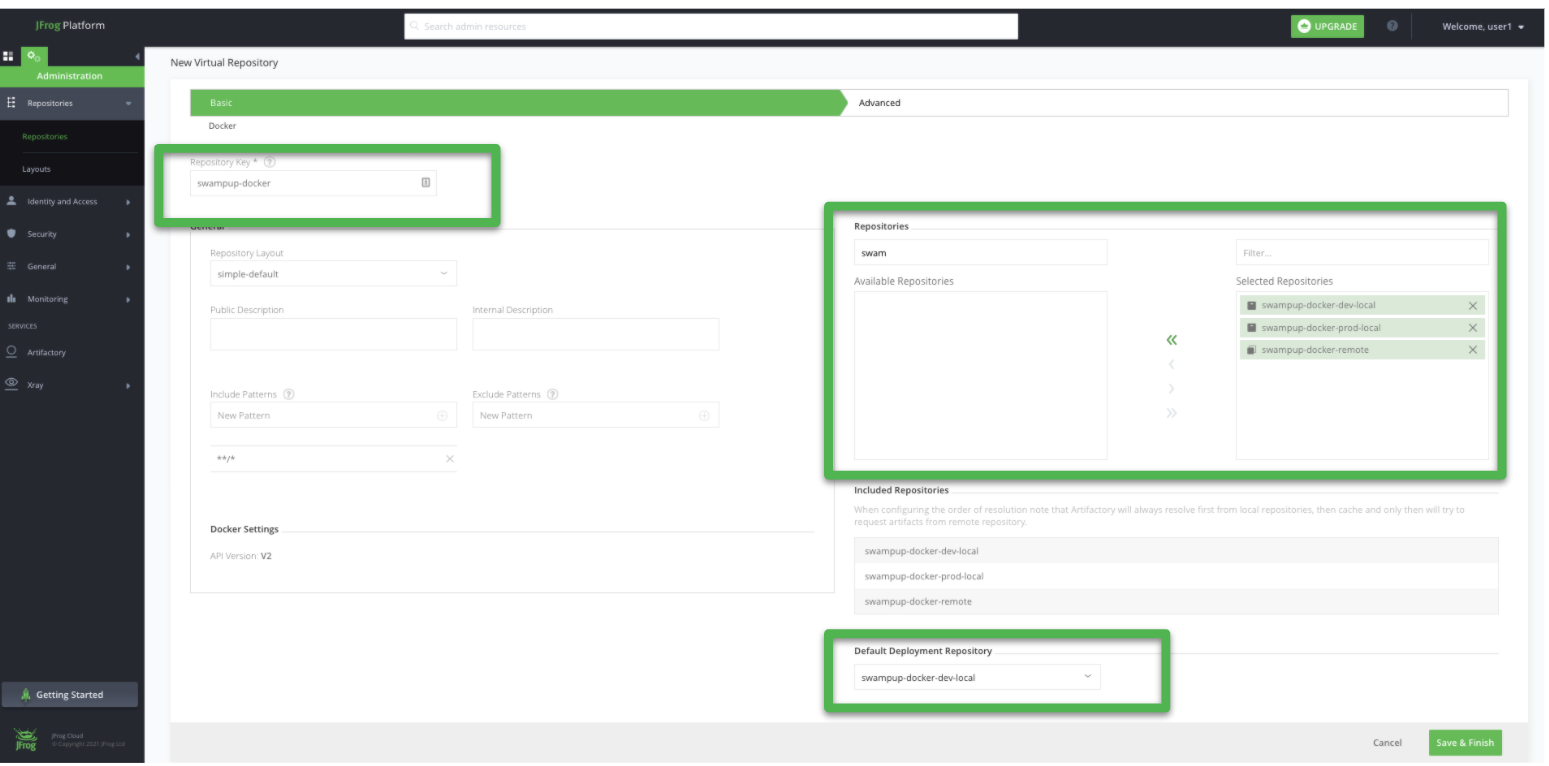 JFrog Platform
Search admin resources
UPGRADE
?
Welcome, user1
Administration
Repositories
Repositories
Layouts
Identity and Access
Security
General
Monitoring
SERVICES
Artifactory
Xray
Getting Started
JFrog
JFrog Cloud
© Copyright 2021 JFrog Ltd
New Virtual Repository
Basic
Advanced
Docker
Repository Key * ?
swampup-docker
General
Repository Layout
simple-default
Public Description
Internal Description
Include Patterns ?
Exclude Patterns ?
New Pattern
New Pattern
**/*
Docker Settings
API Version: V2
Repositories
swam
Filter...
Available Repositories
Selected Repositories
swampup-docker-dev-local
swampup-docker-prod-local
swampup-docker-remote
Included Repositories
When configuring the order of resolution note that Artifactory will always resolve first from local repositories, then cache and only then will try to
request artifacts from remote repository.
swampup-docker-dev-local
swampup-docker-prod-local
swampup-docker-remote
Default Deployment Repository
swampup-docker-dev-local
Cancel
Save & Finish